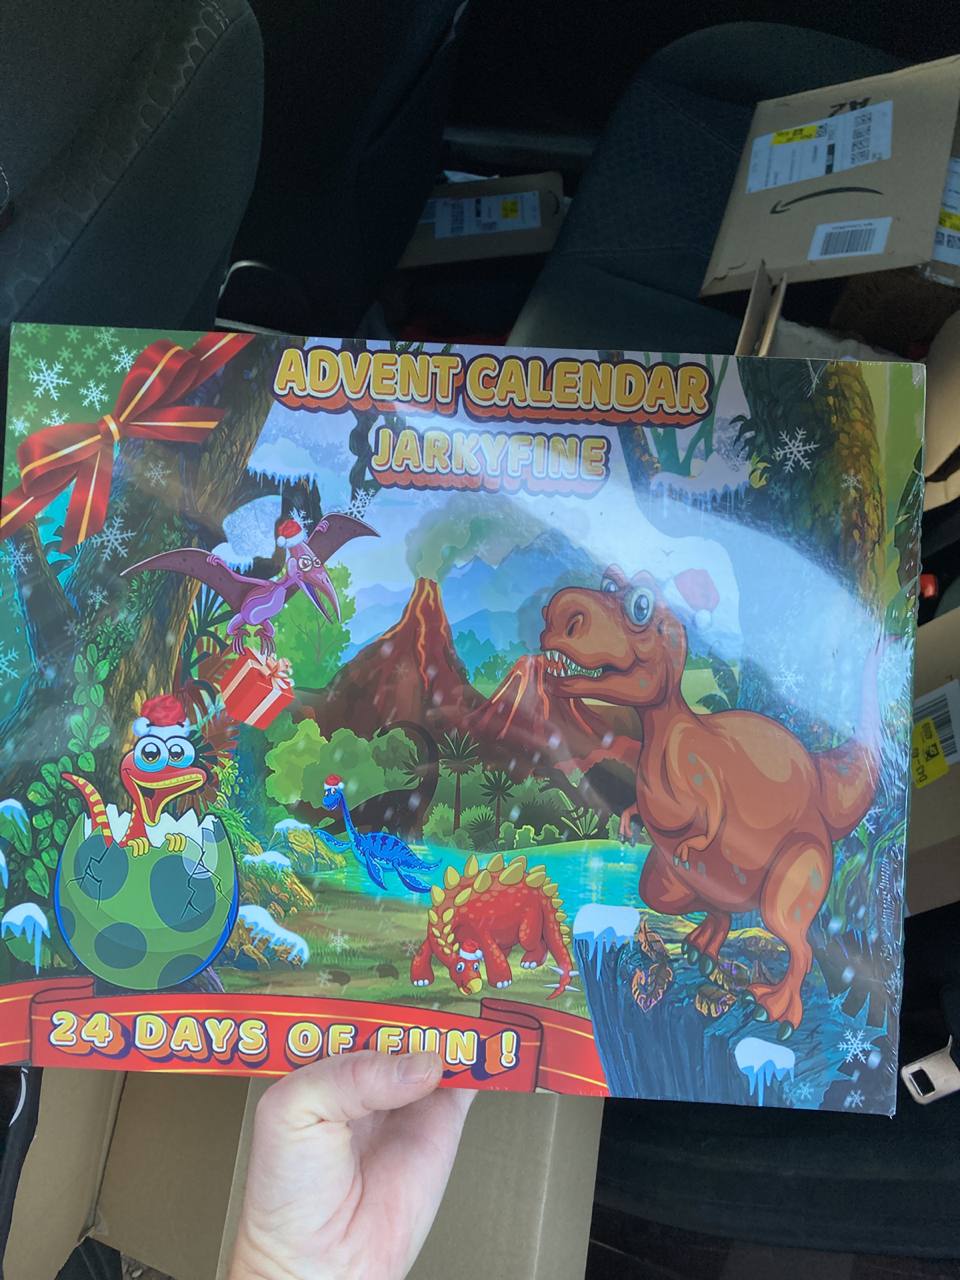 ADVENT CALENDAR
JARKYFINE
24 DAYS OF FUN !